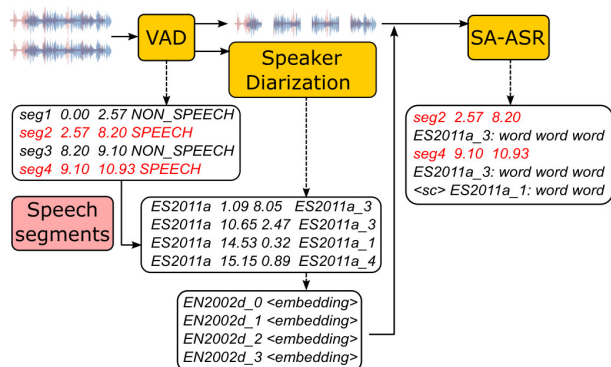 VAD
SA-ASR
Speaker
Diarization
seg1 0.00 2.57 NON_SPEECH
seg2 2.57 8.20 SPEECH
seg3 8.20 9.10 NON_SPEECH
seg4 9.10 10.93 SPEECH
seg2 2.57 8.20
ES2011a_3: word word word
seg4 9.10 10.93
ES2011a_3: word word word
<sc> ES2011a_1: word word
Speech
segments
ES2011a 1.09 8.05 ES2011a_3
ES2011a 10.65 2.47 ES2011a_3
ES2011a 14.53 0.32 ES2011a_1
ES2011a 15.15 0.89 ES2011a_4
EN2002d_0 <embedding>
EN2002d_1 <embedding>
EN2002d_2 <embedding>
EN2002d_3 <embedding>